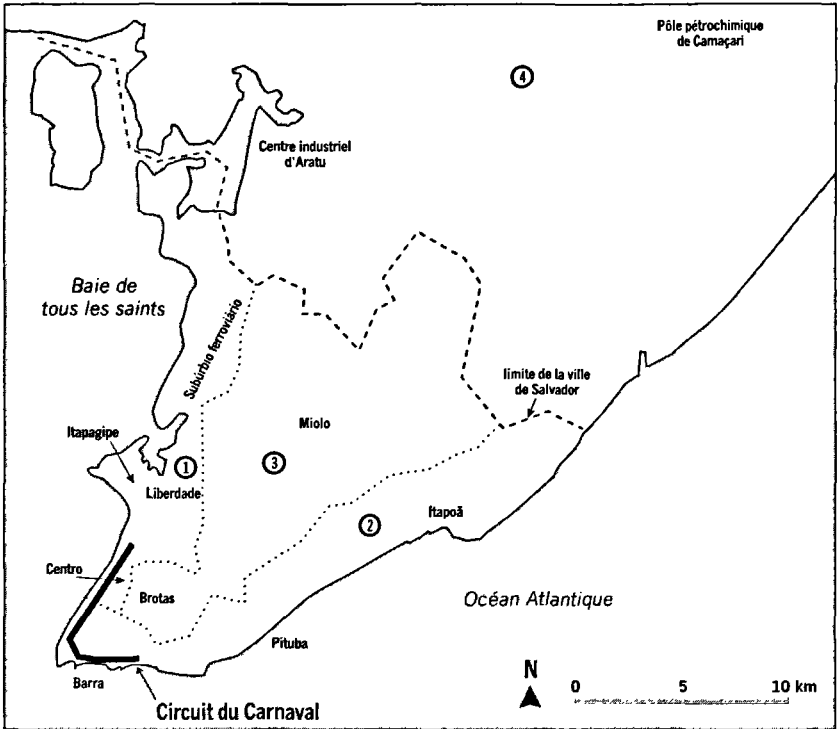 Pôle pétrochimique
de Camaçari
4
Centre industriel
d'Aratu
Baie de
tous les saints
Subúrbio ferroviário
limite de la ville
de Salvador
Miolo
Itapagipe
1
3
Liberdade
Itapoã
2
Centro
Brotas
Océan Atlantique
Pituba
N
0 5 10 km
Barra
Circuit du Carnaval